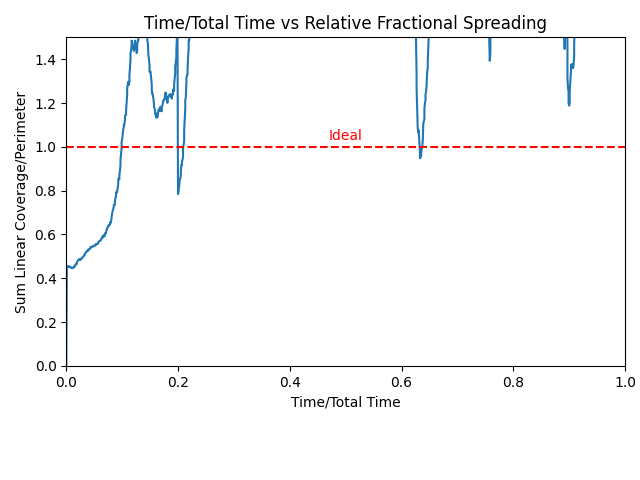 Time/Total Time vs Relative Fractional Spreading
Sum Linear Coverage/Perimeter
1.4
1.2
1.0
0.8
0.6
0.4
0.2
0.0
Ideal
0.0 0.2 0.4 0.6 0.8 1.0
Time/Total Time